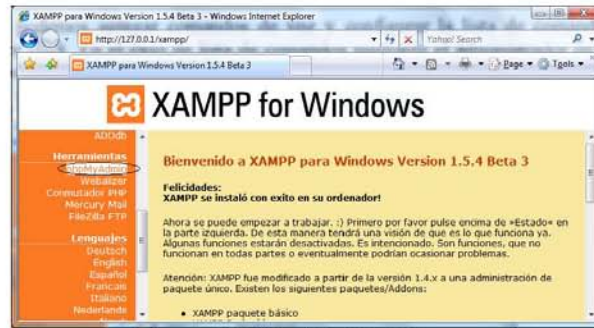 XAMPP para Windows Version 1.5.4 Beta 3 - Windows Internet Explorer
http://127.0.0.1/xampp/
Yahoo! Search
XAMPP para Windows Version 1.5.4 Beta 3
Page
Tools
XAMPP for Windows
ADOdb
Herramientas
phpMyAdmin
Webalizer
Conmutador PHP
Mercury Mail
FileZilla FTP
Lenguajes
Deutsch
English
Español
Francais
Italiano
Nederlands
Bienvenido a XAMPP para Windows Version 1.5.4 Beta 3
Felicidades:
XAMPP se instaló con exito en su ordenador!
Ahora se puede empezar a trabajar. :) Primero por favor pulse encima de »Estado« en
la parte izquierda. De esta manera tendrá una visión de que es lo que funciona ya.
Algunas funciones estarán desactivadas. Es intencionado. Son funciones, que no
funcionan en todas partes o eventualmente podrían ocasionar problemas.
Atención: XAMPP fue modificado a partir de la versión 1.4.x a una administración de
paquete único. Existen los siguientes paquetes/Addons:
• XAMPP paquete básico